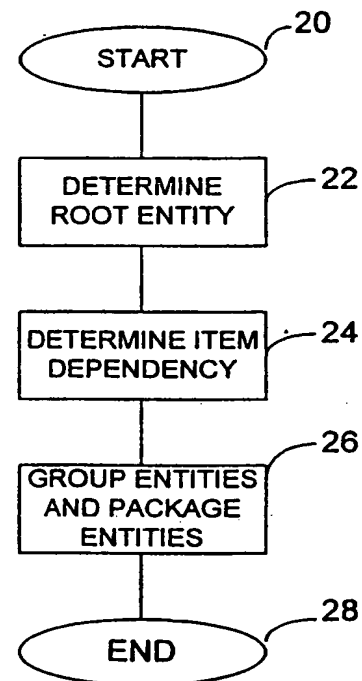 START
20
DETERMINE
ROOT ENTITY
22
DETERMINE ITEM
DEPENDENCY
24
GROUP ENTITIES
AND PACKAGE
ENTITIES
26
END
28